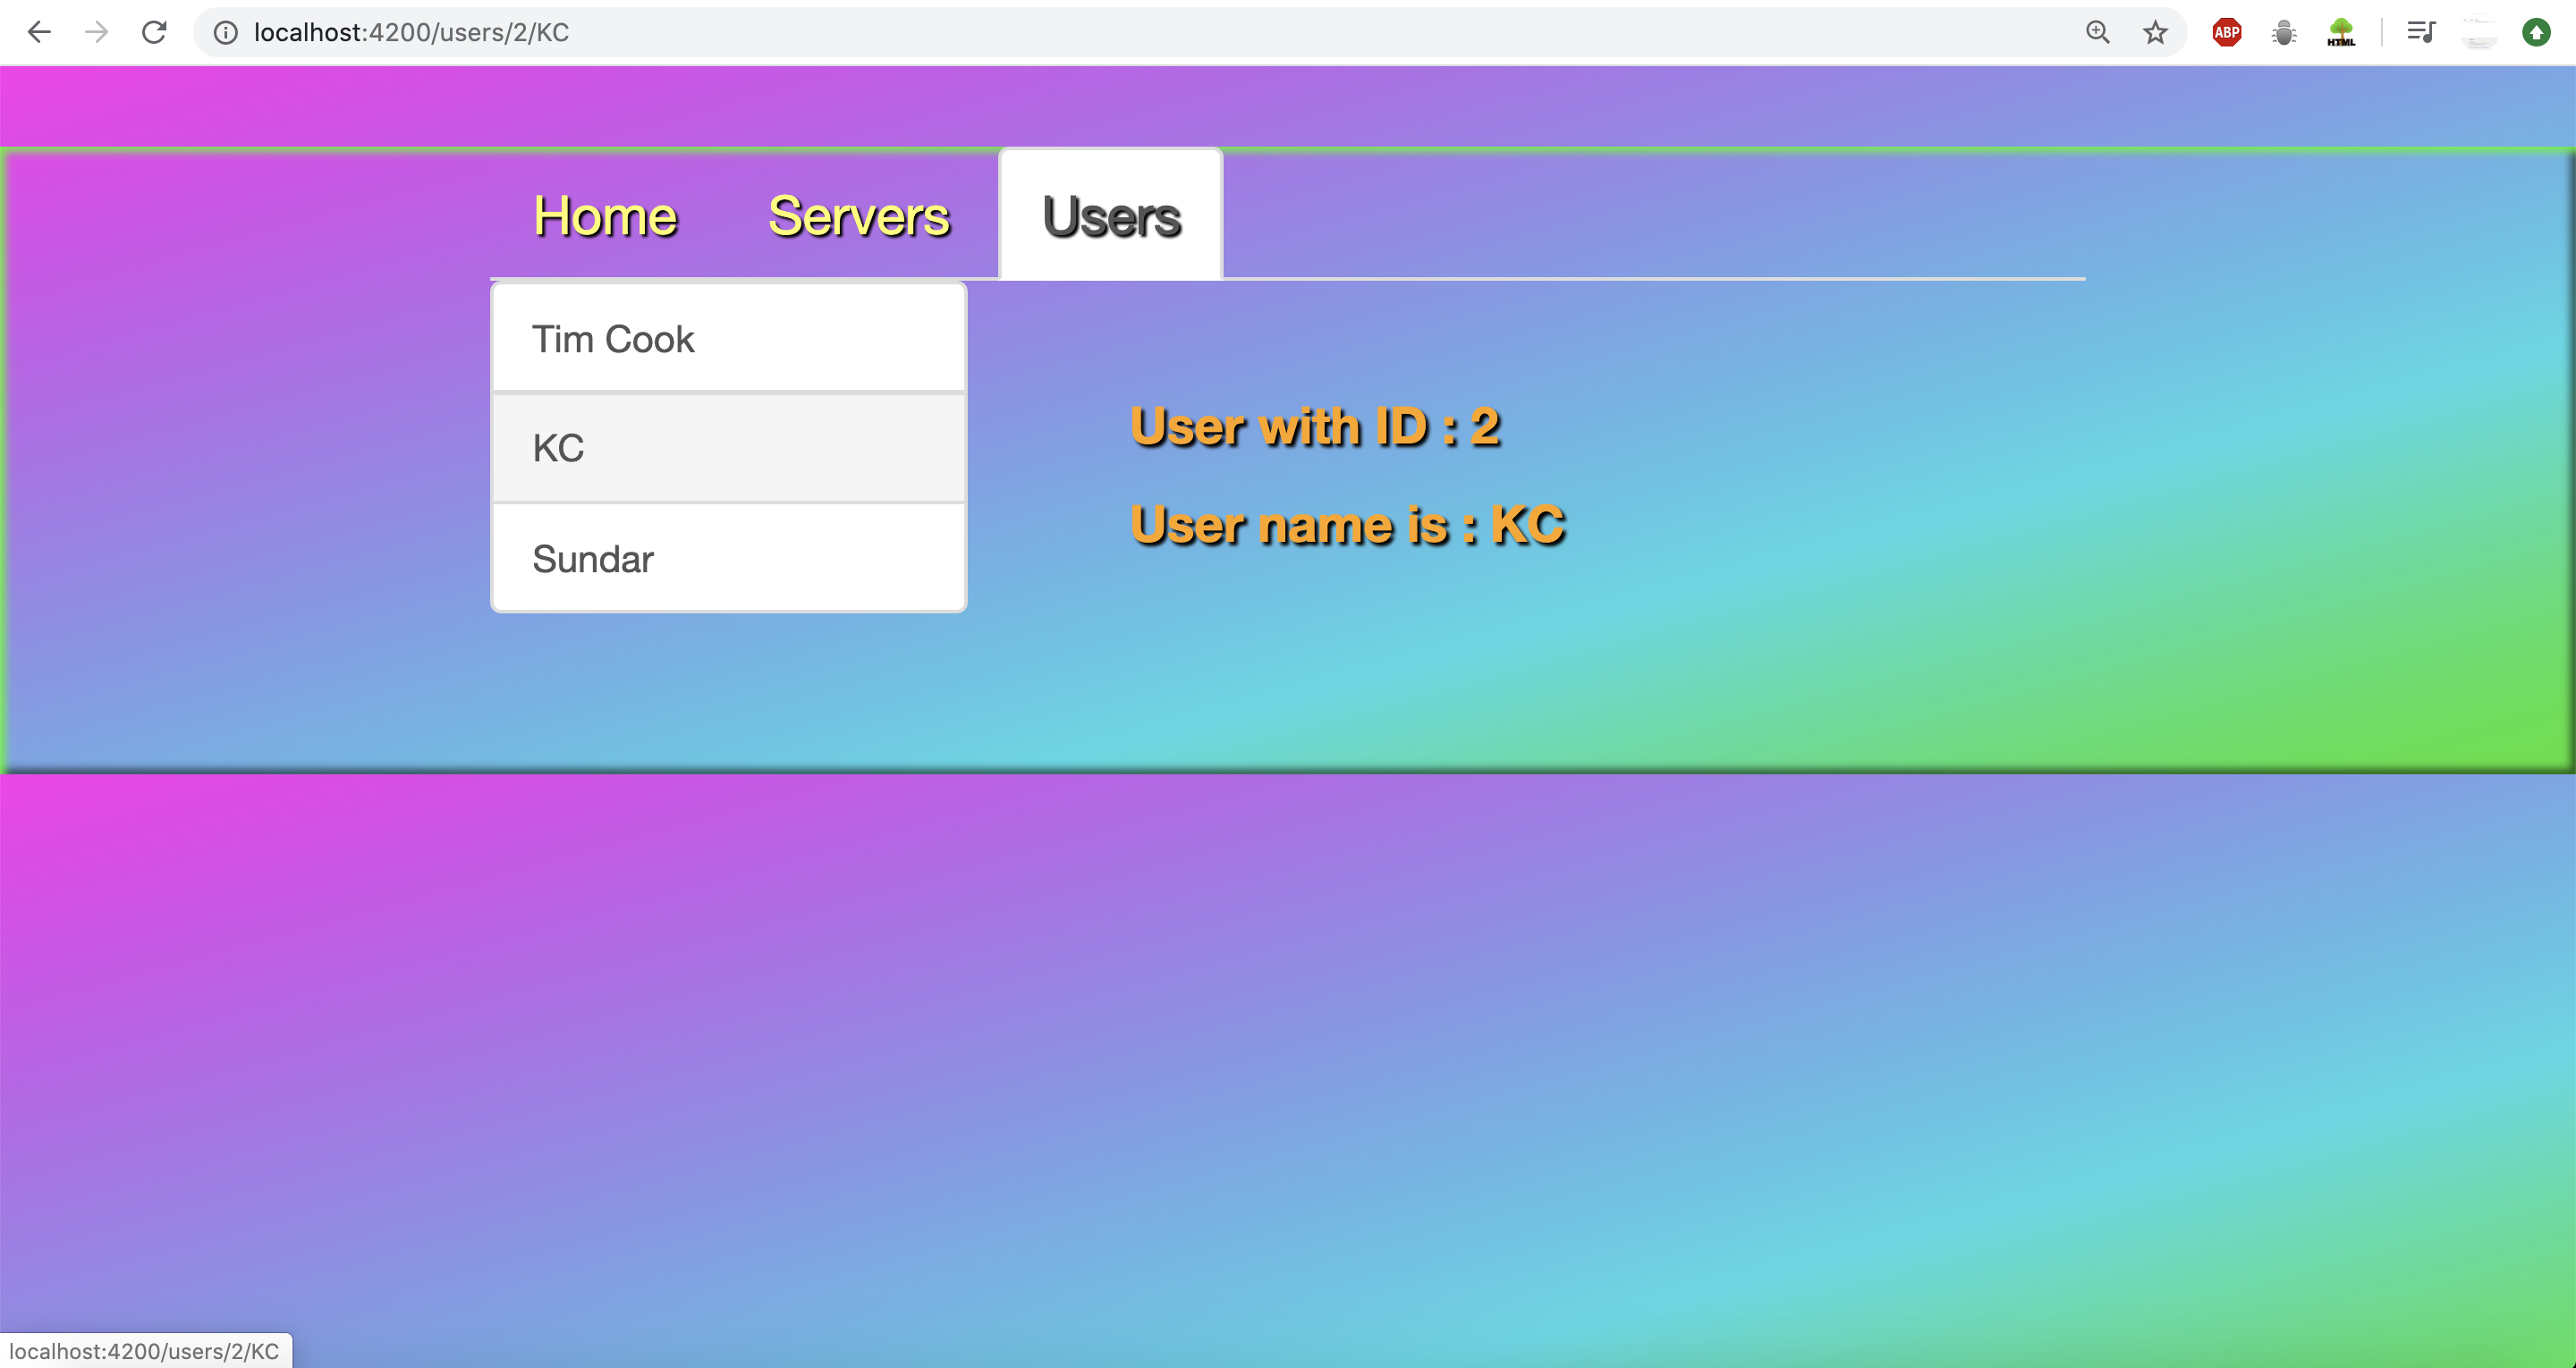 localhost:4200/users/2/KC
ABP
HTML
Home Servers Users
Tim Cook
KC
Sundar
User with ID : 2
User name is : KC
localhost:4200/users/2/KC